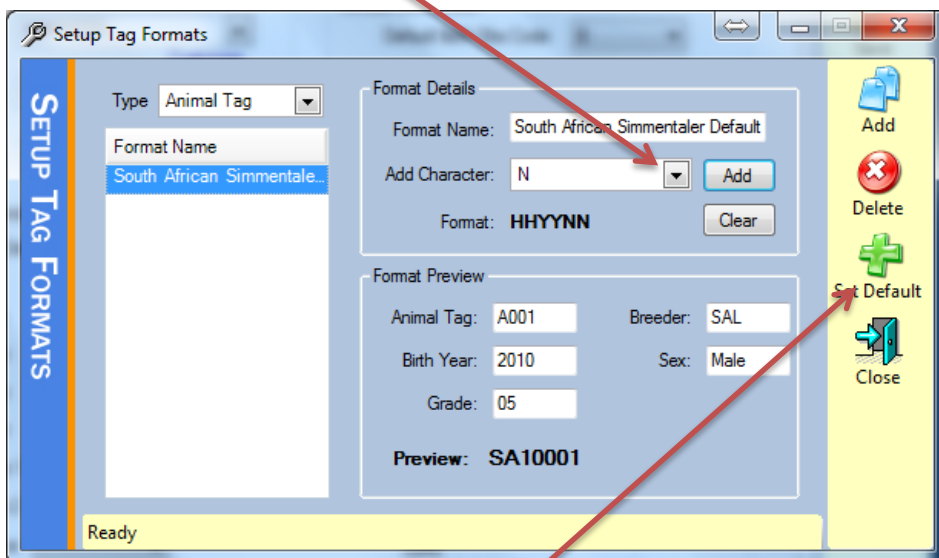 Setup Tag Formats
SETUP TAG FORMATS
Type Animal Tag
Format Name
South African Simmentale...
Format Details
Format Name: South African Simmentaler Default
Add Character: N Add
Format: HHYYNN Clear
Format Preview
Animal Tag: A001 Breeder: SAL
Birth Year: 2010 Sex: Male
Grade: 05
Preview: SA10001
Add
Delete
Set Default
Close
Ready